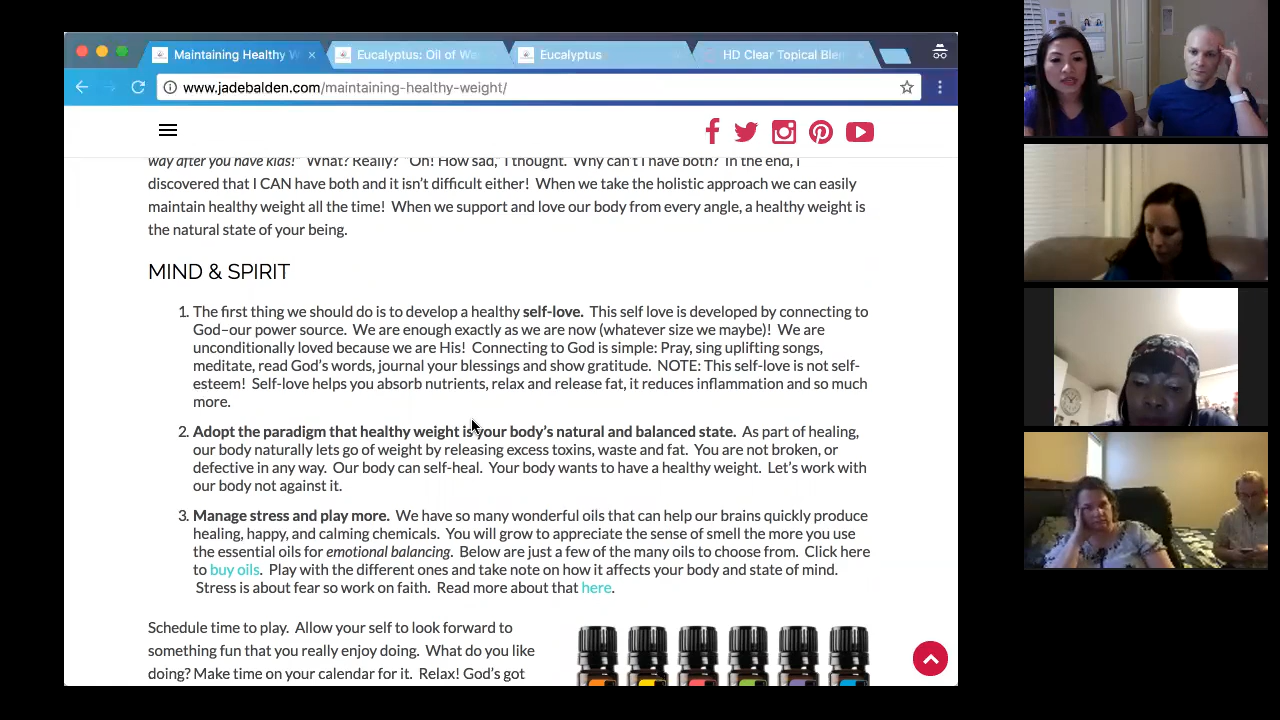 Maintaining Healthy W
Eucalyptus: Oil of We
Eucalyptus
HD Clear Topical Blen
www.jadebalden.com/maintaining-healthy-weight/
way after you have kids!" What? Really? "Oh! How sad," I thought. Why can't I have both? In the end, I
discovered that I CAN have both and it isn't difficult either! When we take the holistic approach we can easily
maintain healthy weight all the time! When we support and love our body from every angle, a healthy weight is
the natural state of your being.
MIND & SPIRIT
1. The first thing we should do is to develop a healthy self-love. This self love is developed by connecting to
God–our power source. We are enough exactly as we are now (whatever size we maybe)! We are
unconditionally loved because we are His! Connecting to God is simple: Pray, sing uplifting songs,
meditate, read God's words, journal your blessings and show gratitude. NOTE: This self-love is not self-
esteem! Self-love helps you absorb nutrients, relax and release fat, it reduces inflammation and so much
more.
2. Adopt the paradigm that healthy weight is your body's natural and balanced state. As part of healing,
our body naturally lets go of weight by releasing excess toxins, waste and fat. You are not broken, or
defective in any way. Our body can self-heal. Your body wants to have a healthy weight. Let's work with
our body not against it.
3. Manage stress and play more. We have so many wonderful oils that can help our brains quickly produce
healing, happy, and calming chemicals. You will grow to appreciate the sense of smell the more you use
the essential oils for emotional balancing. Below are just a few of the many oils to choose from. Click here
to buy oils. Play with the different ones and take note on how it affects your body and state of mind.
Stress is about fear so work on faith. Read more about that here.
Schedule time to play. Allow your self to look forward to
something fun that you really enjoy doing. What do you like
doing? Make time on your calendar for it. Relax! God's got